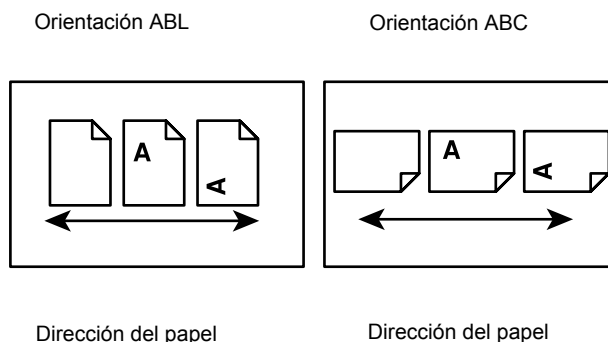 Orientación ABL
Orientación ABC
A
A
A
A
Dirección del papel
Dirección del papel